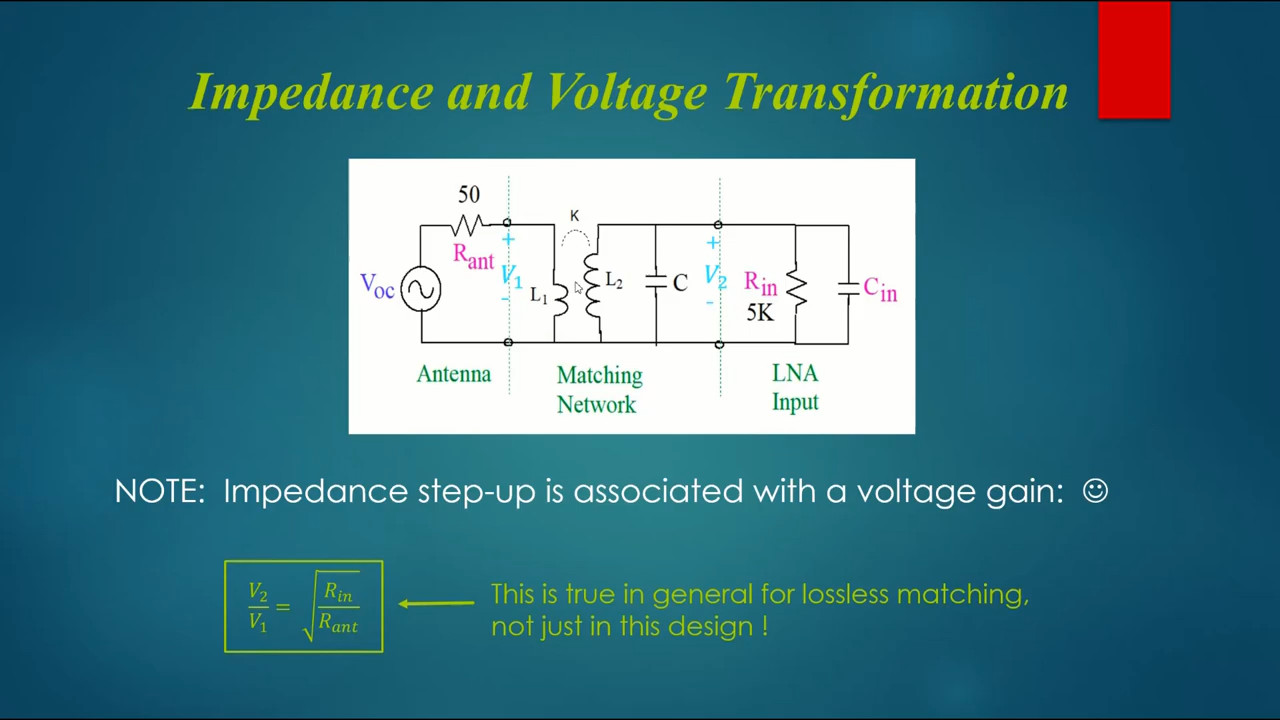 Impedance and Voltage Transformation
50
K
R_ant
+
V_1
-
V_oc
L_1
L_2
C
+
V_2
-
R_in
5K
C_in
Antenna
Matching
Network
LNA
Input
NOTE: Impedance step-up is associated with a voltage gain: ☺
V_2/V_1 = √(R_in/R_ant)
This is true in general for lossless matching,
not just in this design !